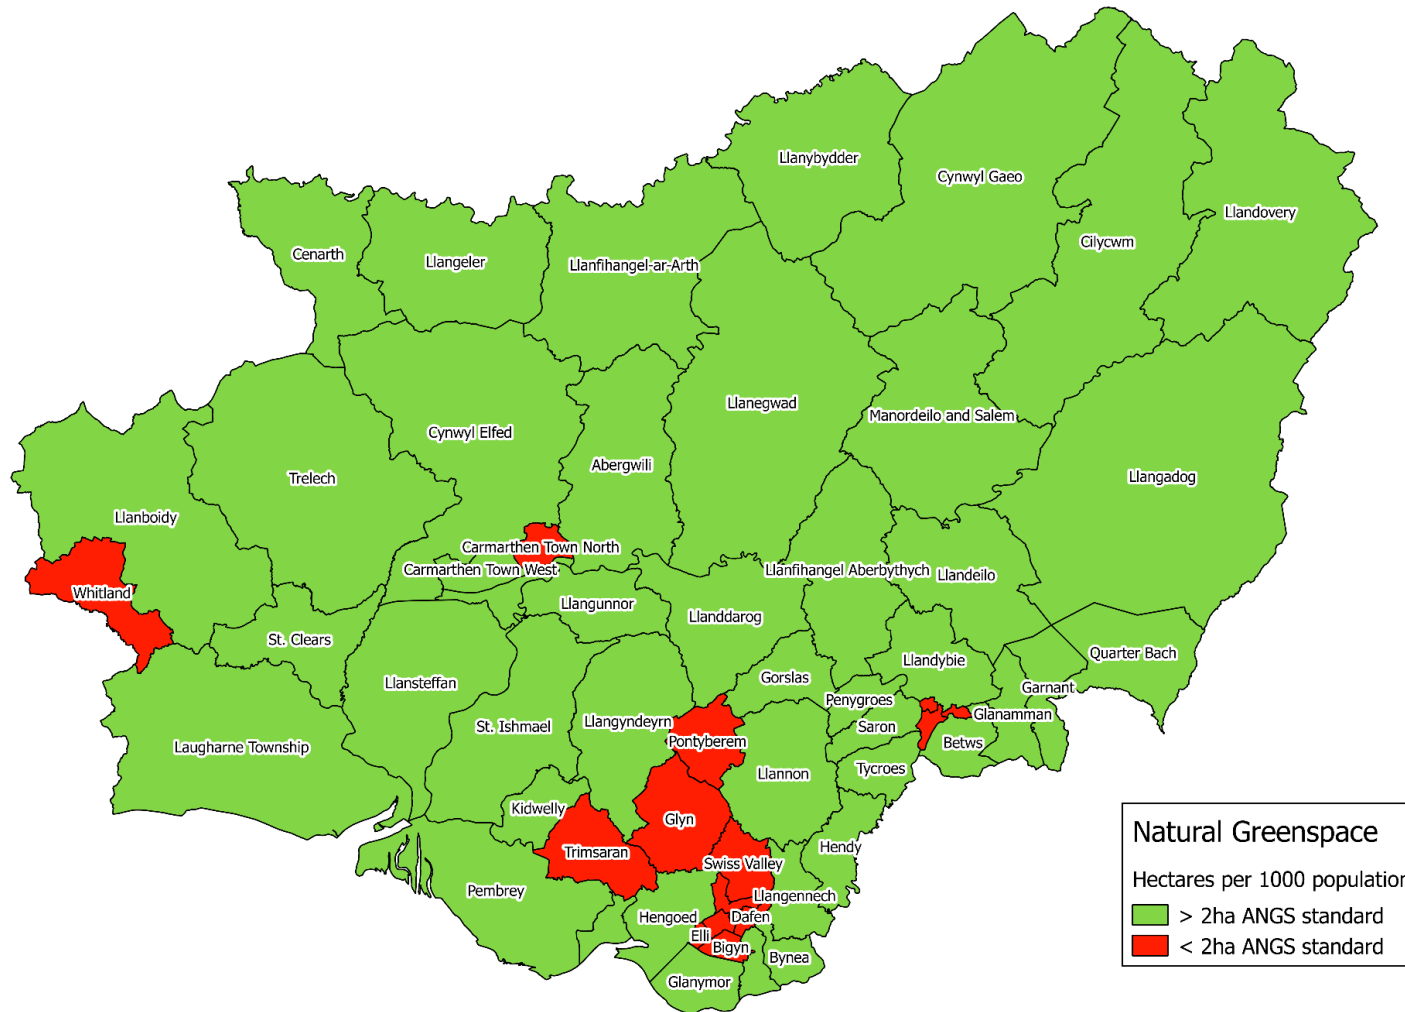 Llanybydder
Cynwyl Gaeo
Llandovery
Cilycwm
Cenarth
Llangeler
Llanfihangel-ar-Arth
Llanegwad
Manordeilo and Salem
Cynwyl Elfed
Abergwili
Trelech
Llangadog
Llanboidy
Carmarthen Town North
Carmarthen Town West
Llanfihangel Aberbythych
Llandeilo
Whitland
Llangunnor
Llanddarog
St. Clears
Quarter Bach
Llandybie
Gorslas
Llansteffan
Garnant
Penygroes
Glanamman
St. Ishmael
Llangyndeyrn
Saron
Pontyberem
Betws
Laugharne Township
Tycroes
Llannon
Kidwelly
Glyn
Hendy
Trimsaran
Swiss Valley
Pembrey
Llangennech
Hengoed
Dafen
Elli
Bigyn
Bynea
Glanymor
Natural Greenspace
Hectares per 1000 population
> 2ha ANGS standard
< 2ha ANGS standard